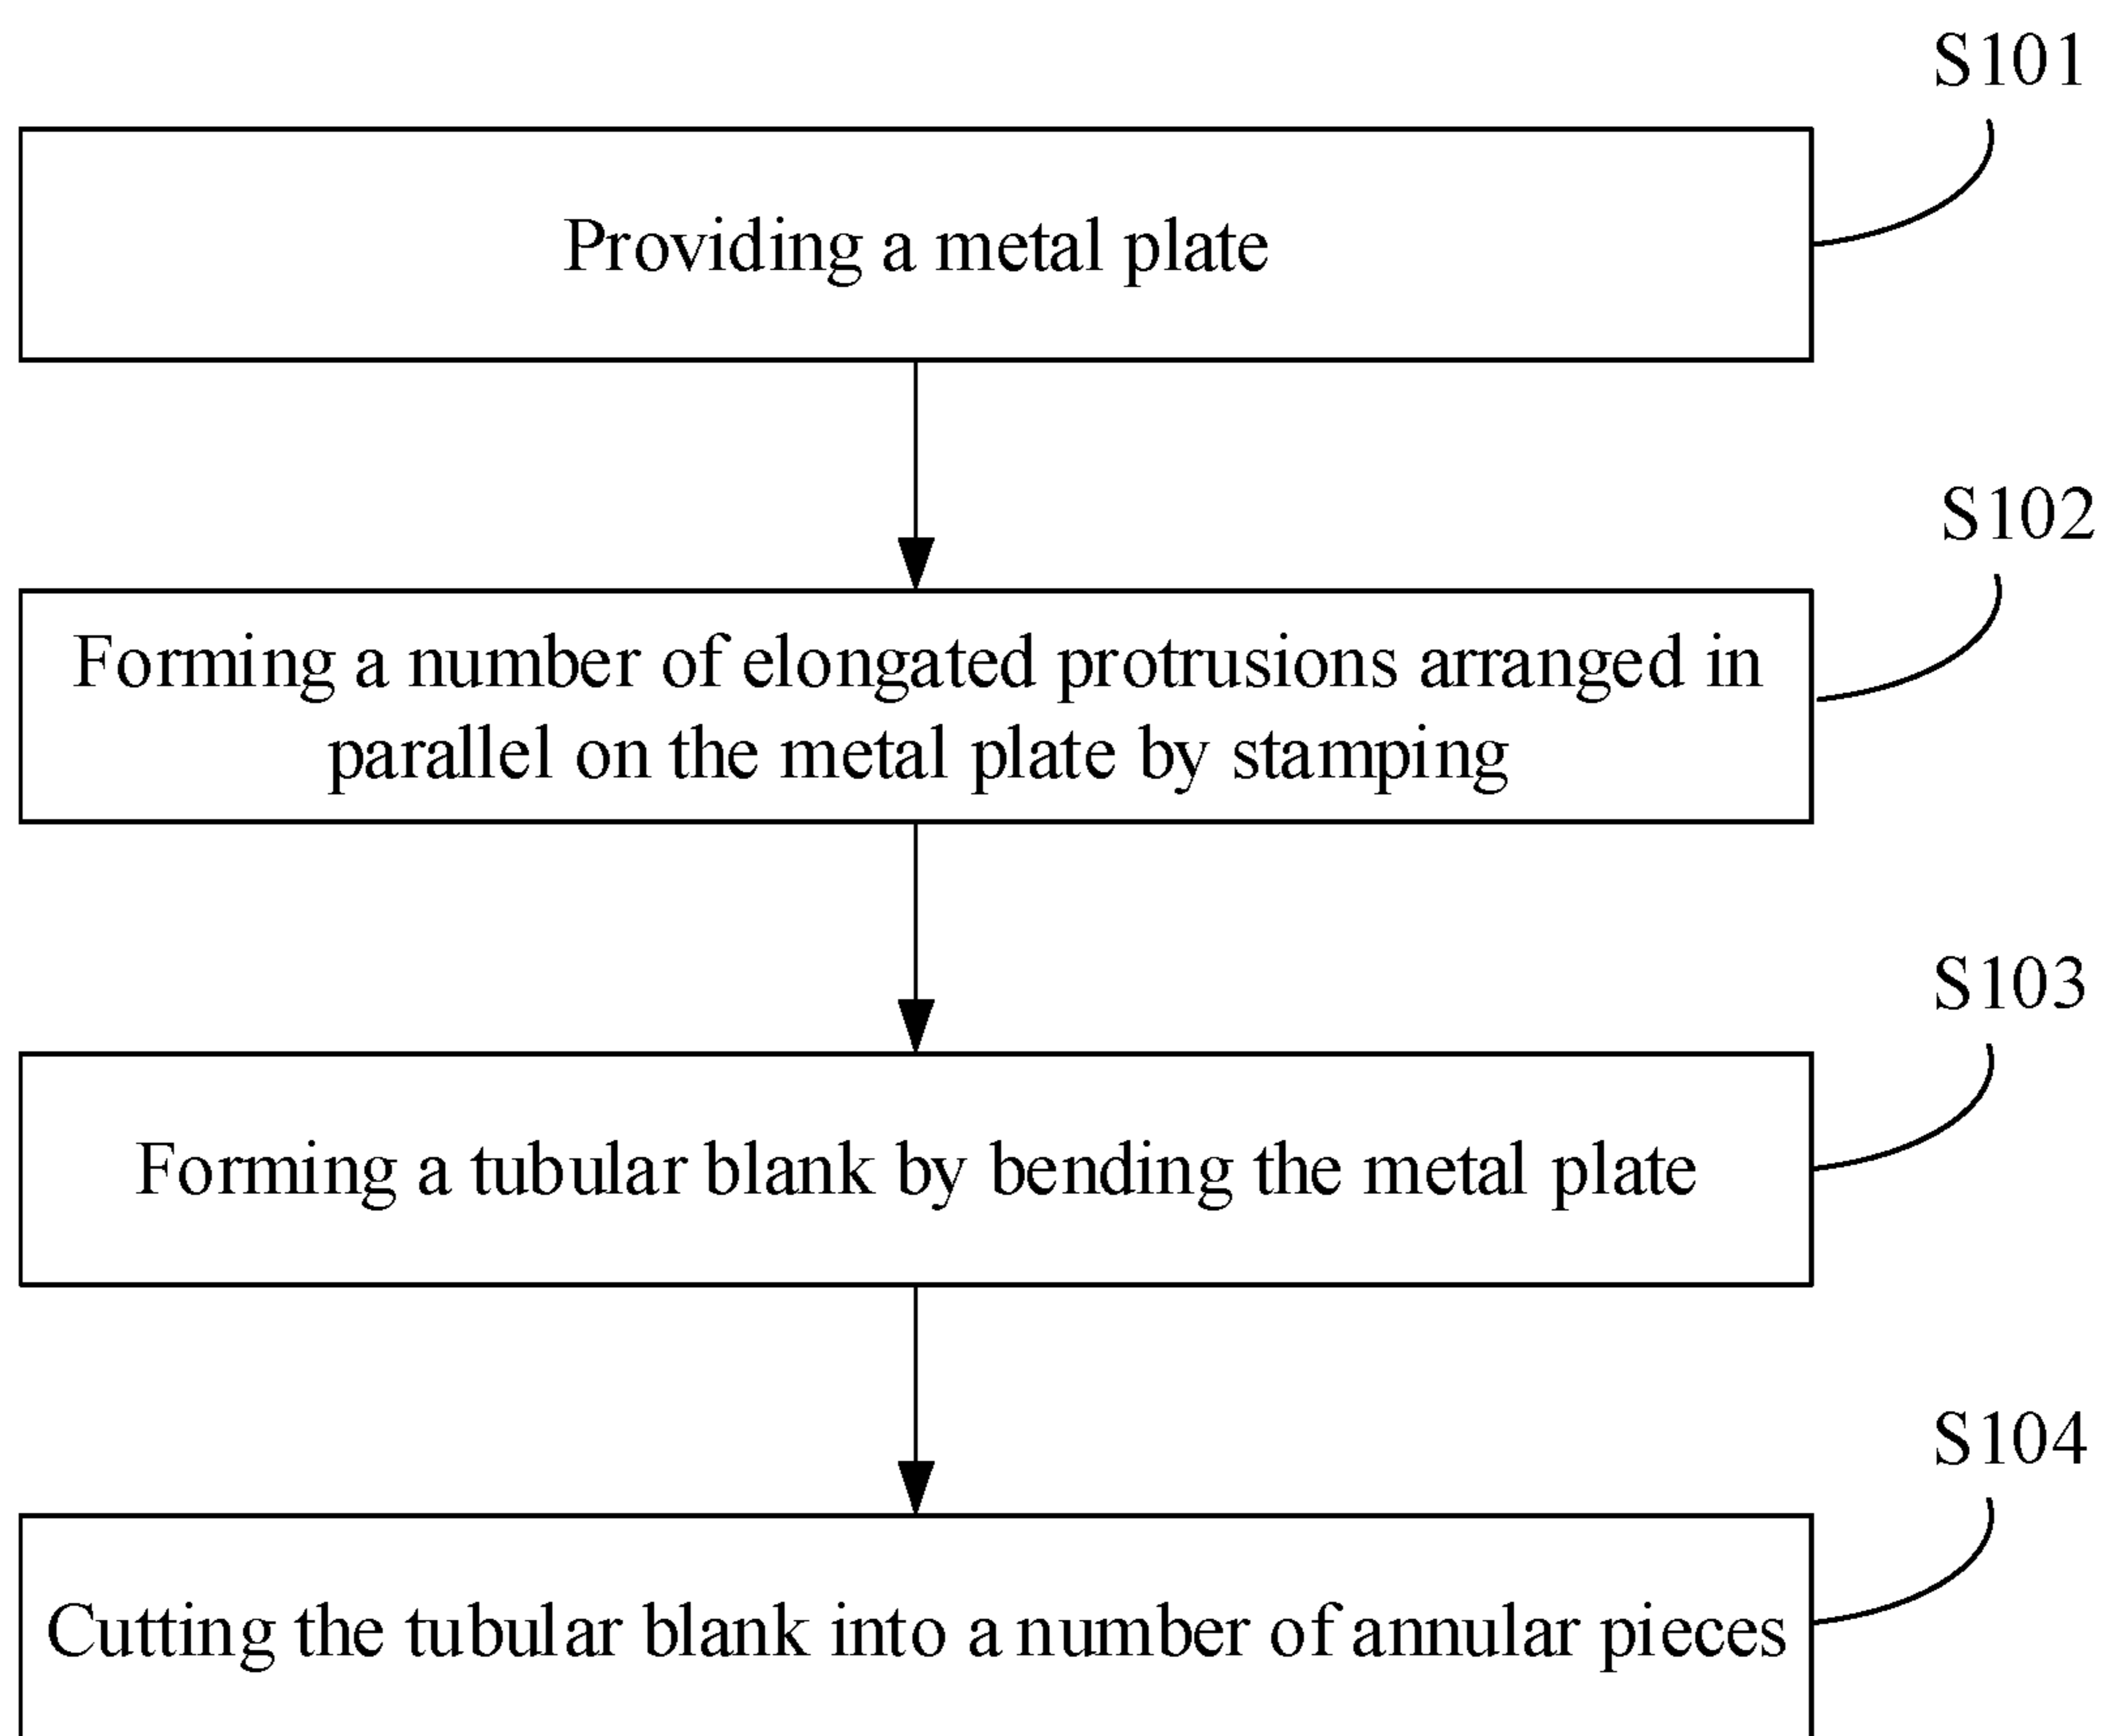 S101
Providing a metal plate
S102
Forming a number of elongated protrusions arranged in
parallel on the metal plate by stamping
S103
Forming a tubular blank by bending the metal plate
S104
Cutting the tubular blank into a number of annular pieces